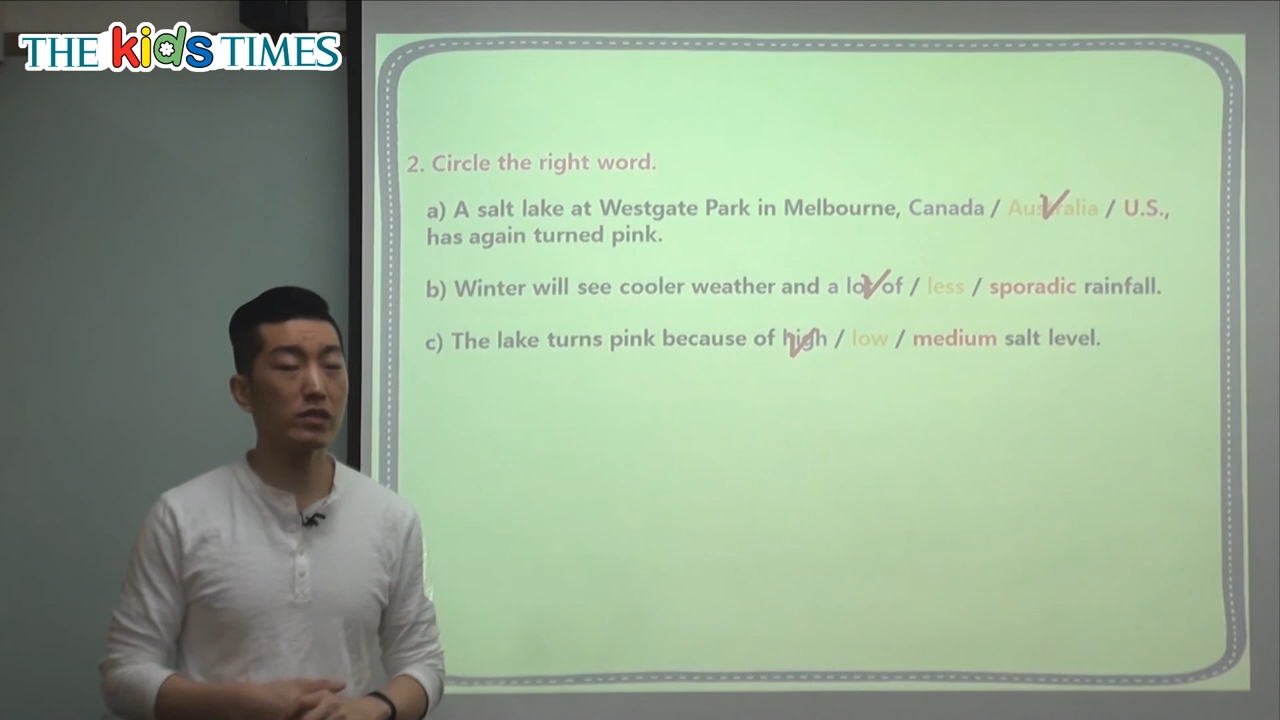 THE kids TIMES
2. Circle the right word.
a) A salt lake at Westgate Park in Melbourne, Canada / Australia / U.S.,
has again turned pink.
b) Winter will see cooler weather and a lot of / less / sporadic rainfall.
c) The lake turns pink because of high / low / medium salt level.